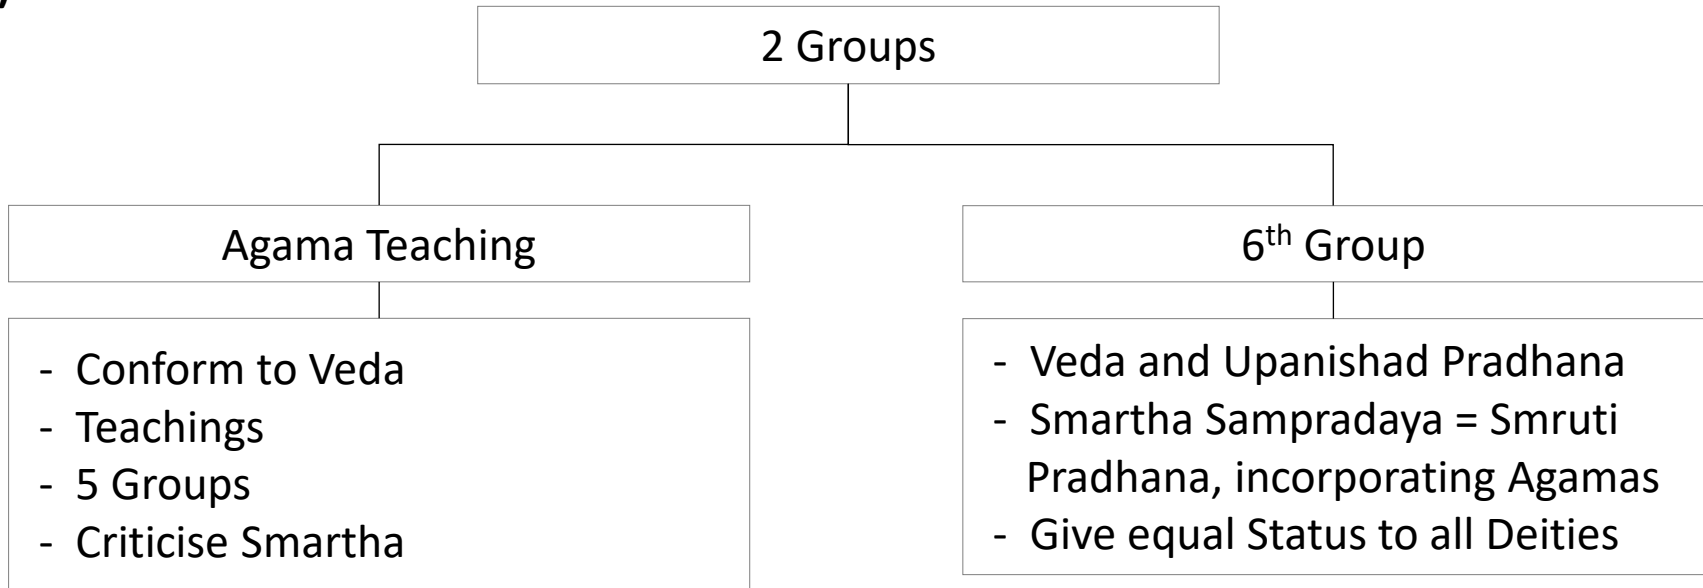 2 Groups
Agama Teaching
- Conform to Veda
- Teachings
- 5 Groups
- Criticise Smartha
6th Group
- Veda and Upanishad Pradhana
- Smartha Sampradaya = Smruti
Pradhana, incorporating Agamas
- Give equal Status to all Deities